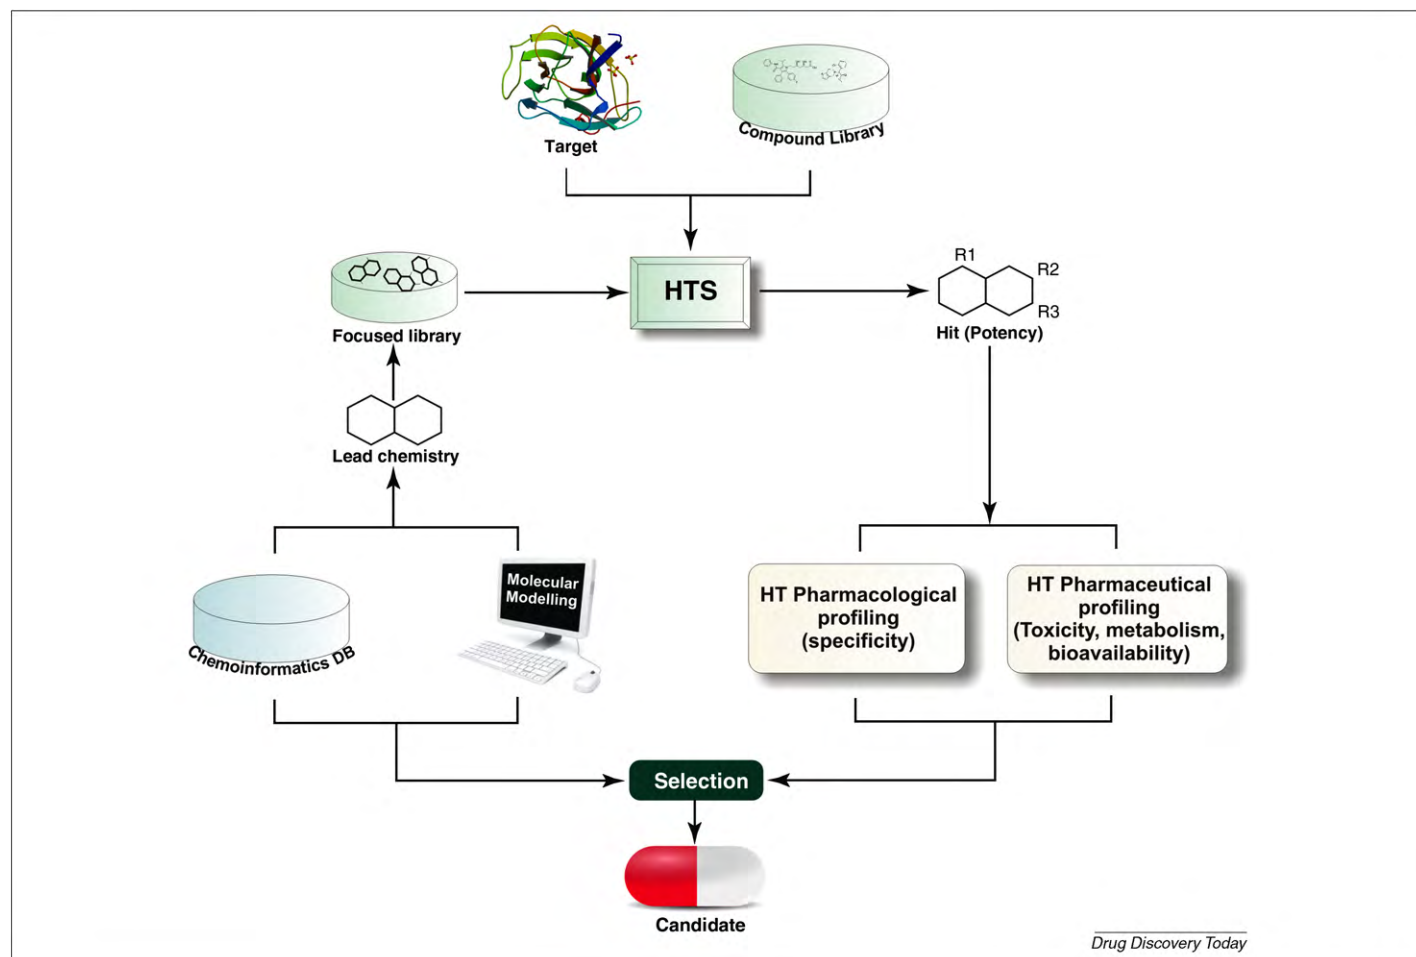 Target
Compound Library
HTS
R1
R2
R3
Focused library
Hit (Potency)
Lead chemistry
Chemoinformatics DB
Molecular
Modelling
HT Pharmacological
profiling
(specificity)
HT Pharmaceutical
profiling
(Toxicity, metabolism,
bioavailability)
Selection
Candidate
Drug Discovery Today